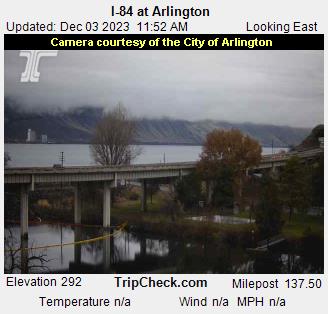 I-84 at Arlington
Updated: Dec 03 2023 11:52 AM Looking East
Camera courtesy of the City of Arlington
Elevation 292 TripCheck.com Milepost 137.50
Temperature n/a Wind n/a MPH n/a